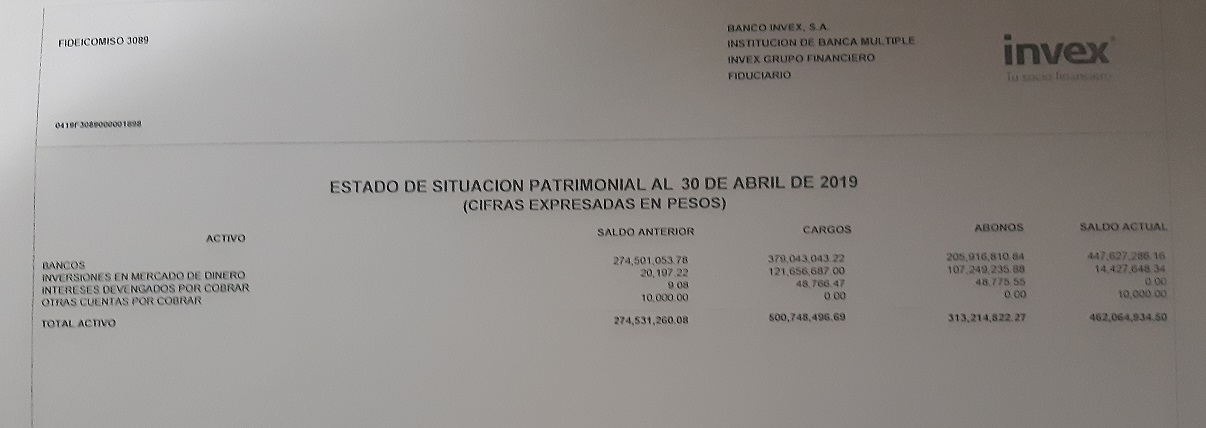 FIDEICOMISO 3089
BANCO INVEX, S.A.
INSTITUCION DE BANCA MULTIPLE
INVEX GRUPO FINANCIERO
FIDUCIARIO
invex
Tu socio financiero
0419F3089000001898
ESTADO DE SITUACION PATRIMONIAL AL 30 DE ABRIL DE 2019
(CIFRAS EXPRESADAS EN PESOS)
ACTIVO SALDO ANTERIOR CARGOS ABONOS SALDO ACTUAL
BANCOS 274,501,053.78 379,043,043.22 205,916,810.84 447,627,286.16
INVERSIONES EN MERCADO DE DINERO 20,197.22 121,656,687.00 107,249,235.88 14,427,648.34
INTERESES DEVENGADOS POR COBRAR 9.08 48,766.47 48,775.55 0.00
OTRAS CUENTAS POR COBRAR 10,000.00 0.00 0.00 10,000.00
TOTAL ACTIVO 274,531,260.08 500,748,496.69 313,214,822.27 462,064,934.50